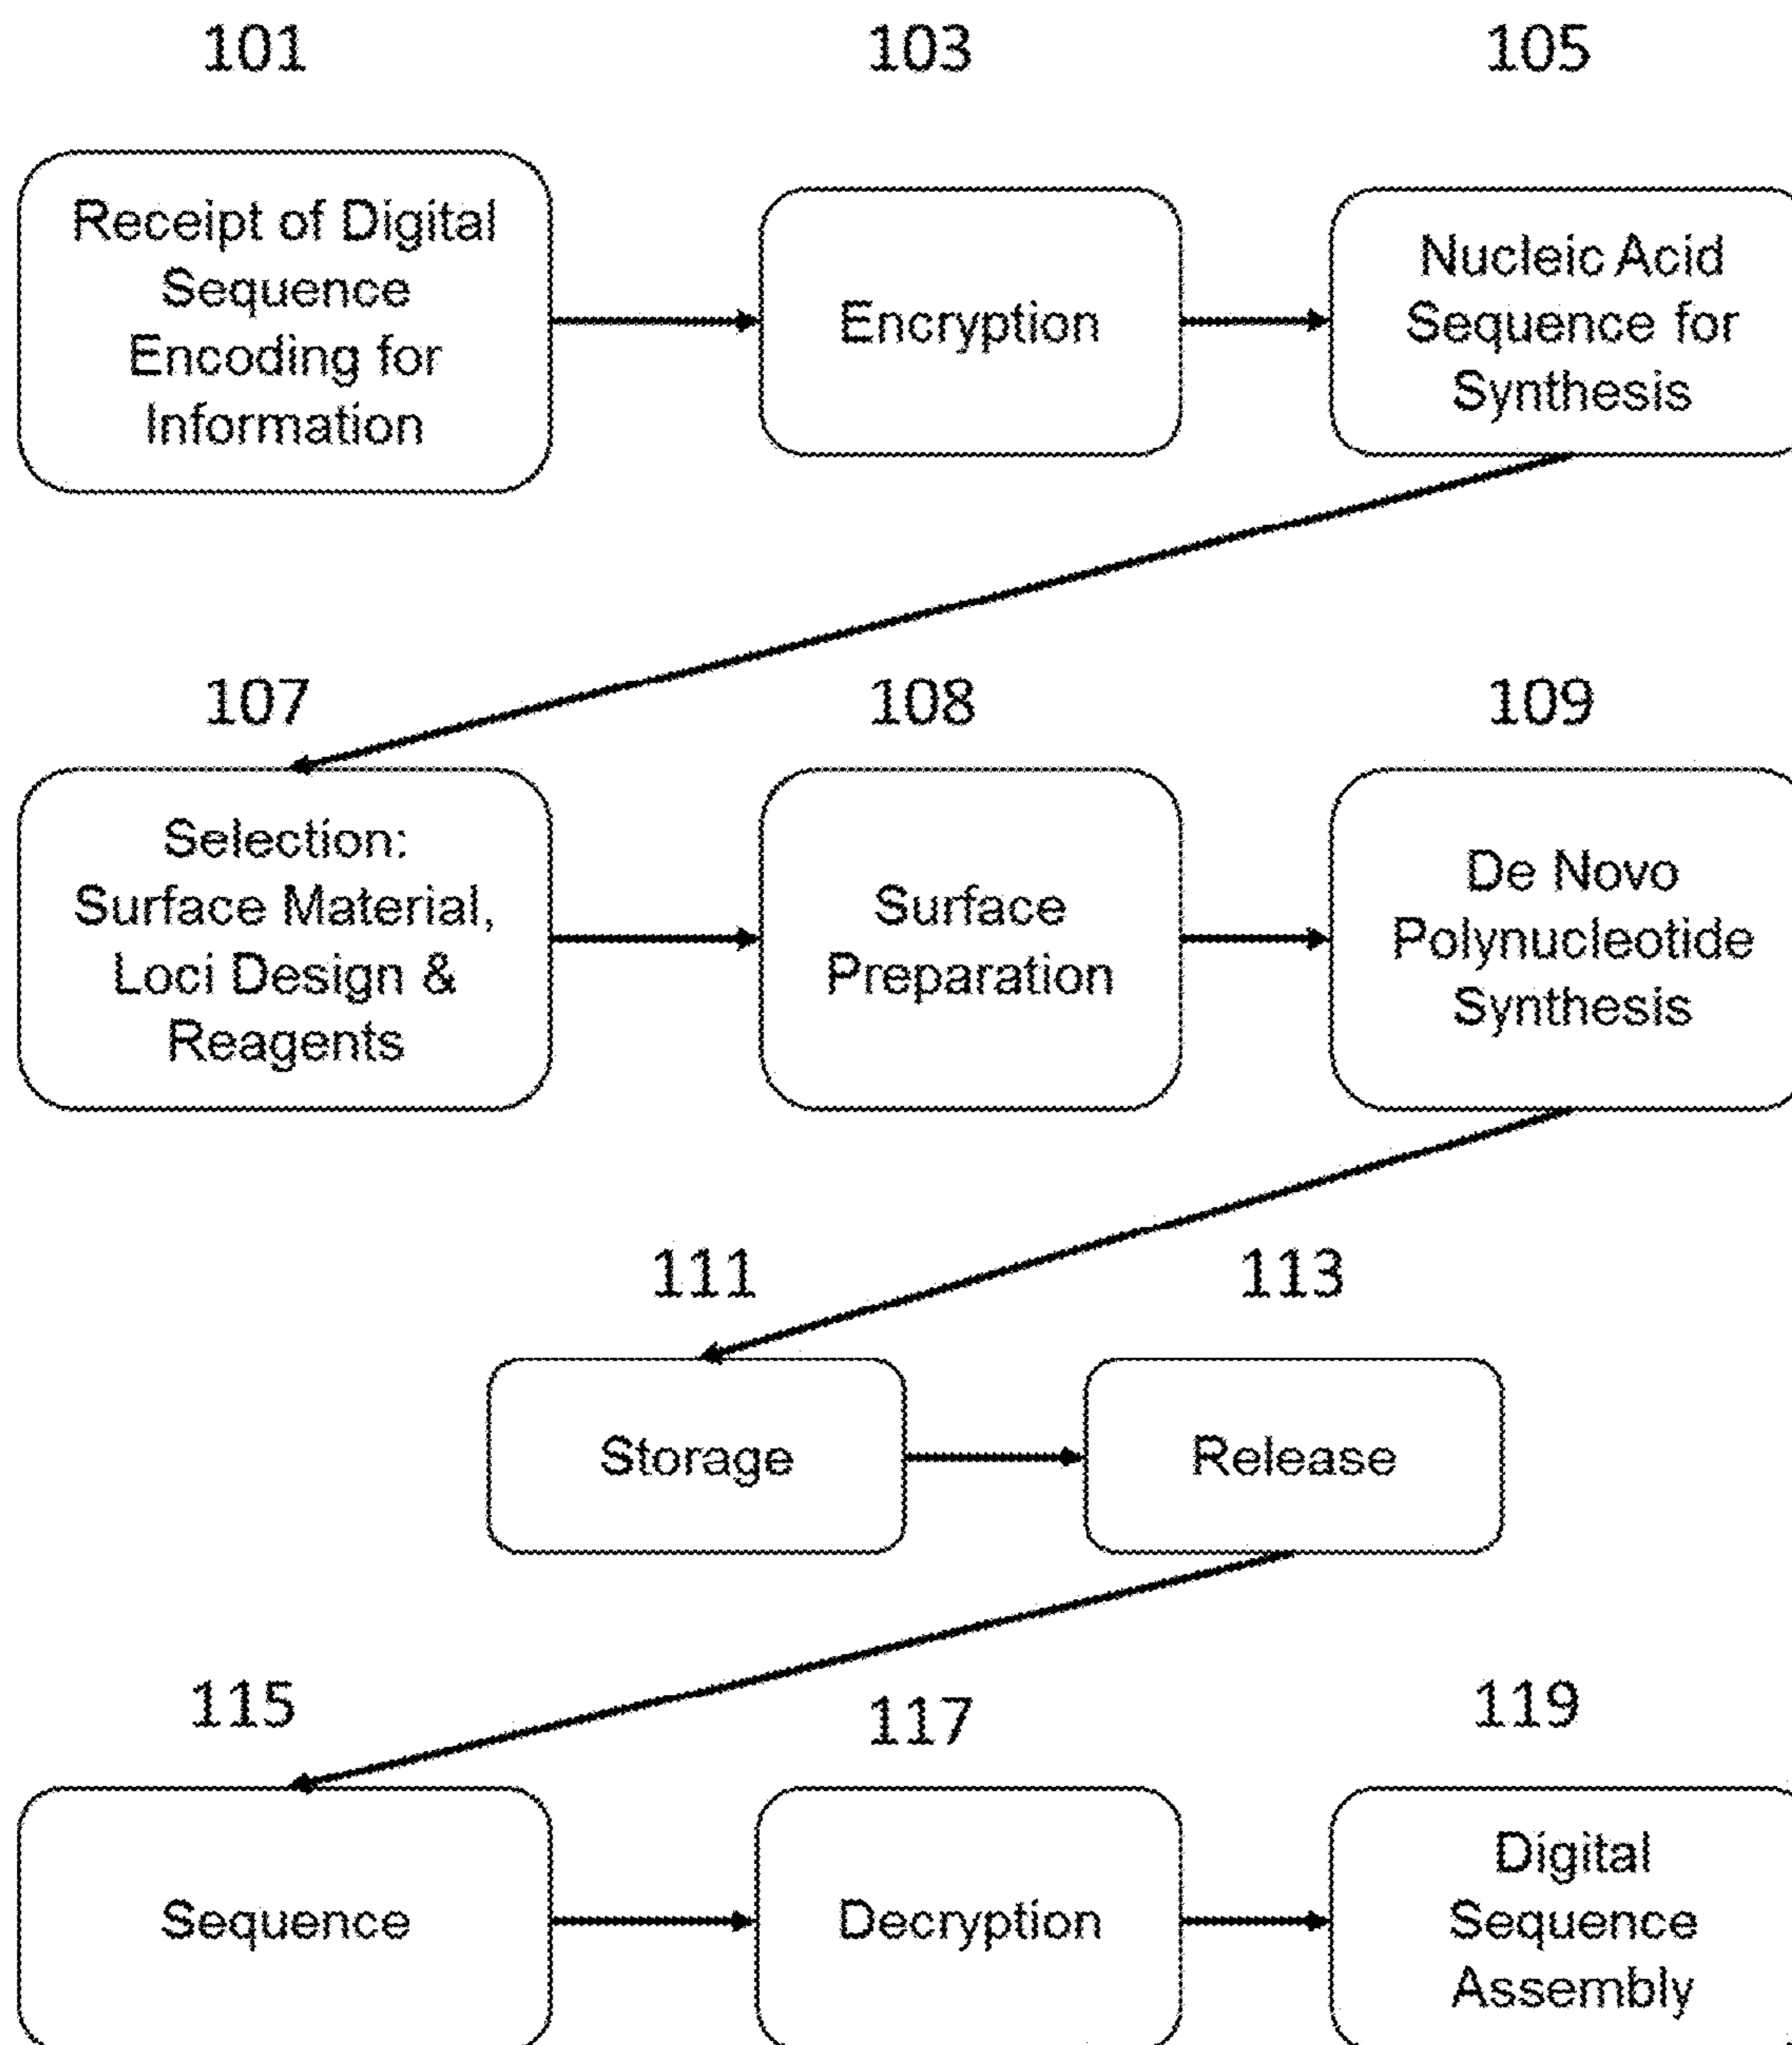 101
103
105
Receipt of Digital
Sequence
Encoding for
Information
Encryption
Nucleic Acid
Sequence for
Synthesis
107
108
109
Selection:
Surface Material,
Loci Design &
Reagents
Surface
Preparation
De Novo
Polynucleotide
Synthesis
111
113
Storage
Release
115
117
119
Sequence
Decryption
Digital
Sequence
Assembly